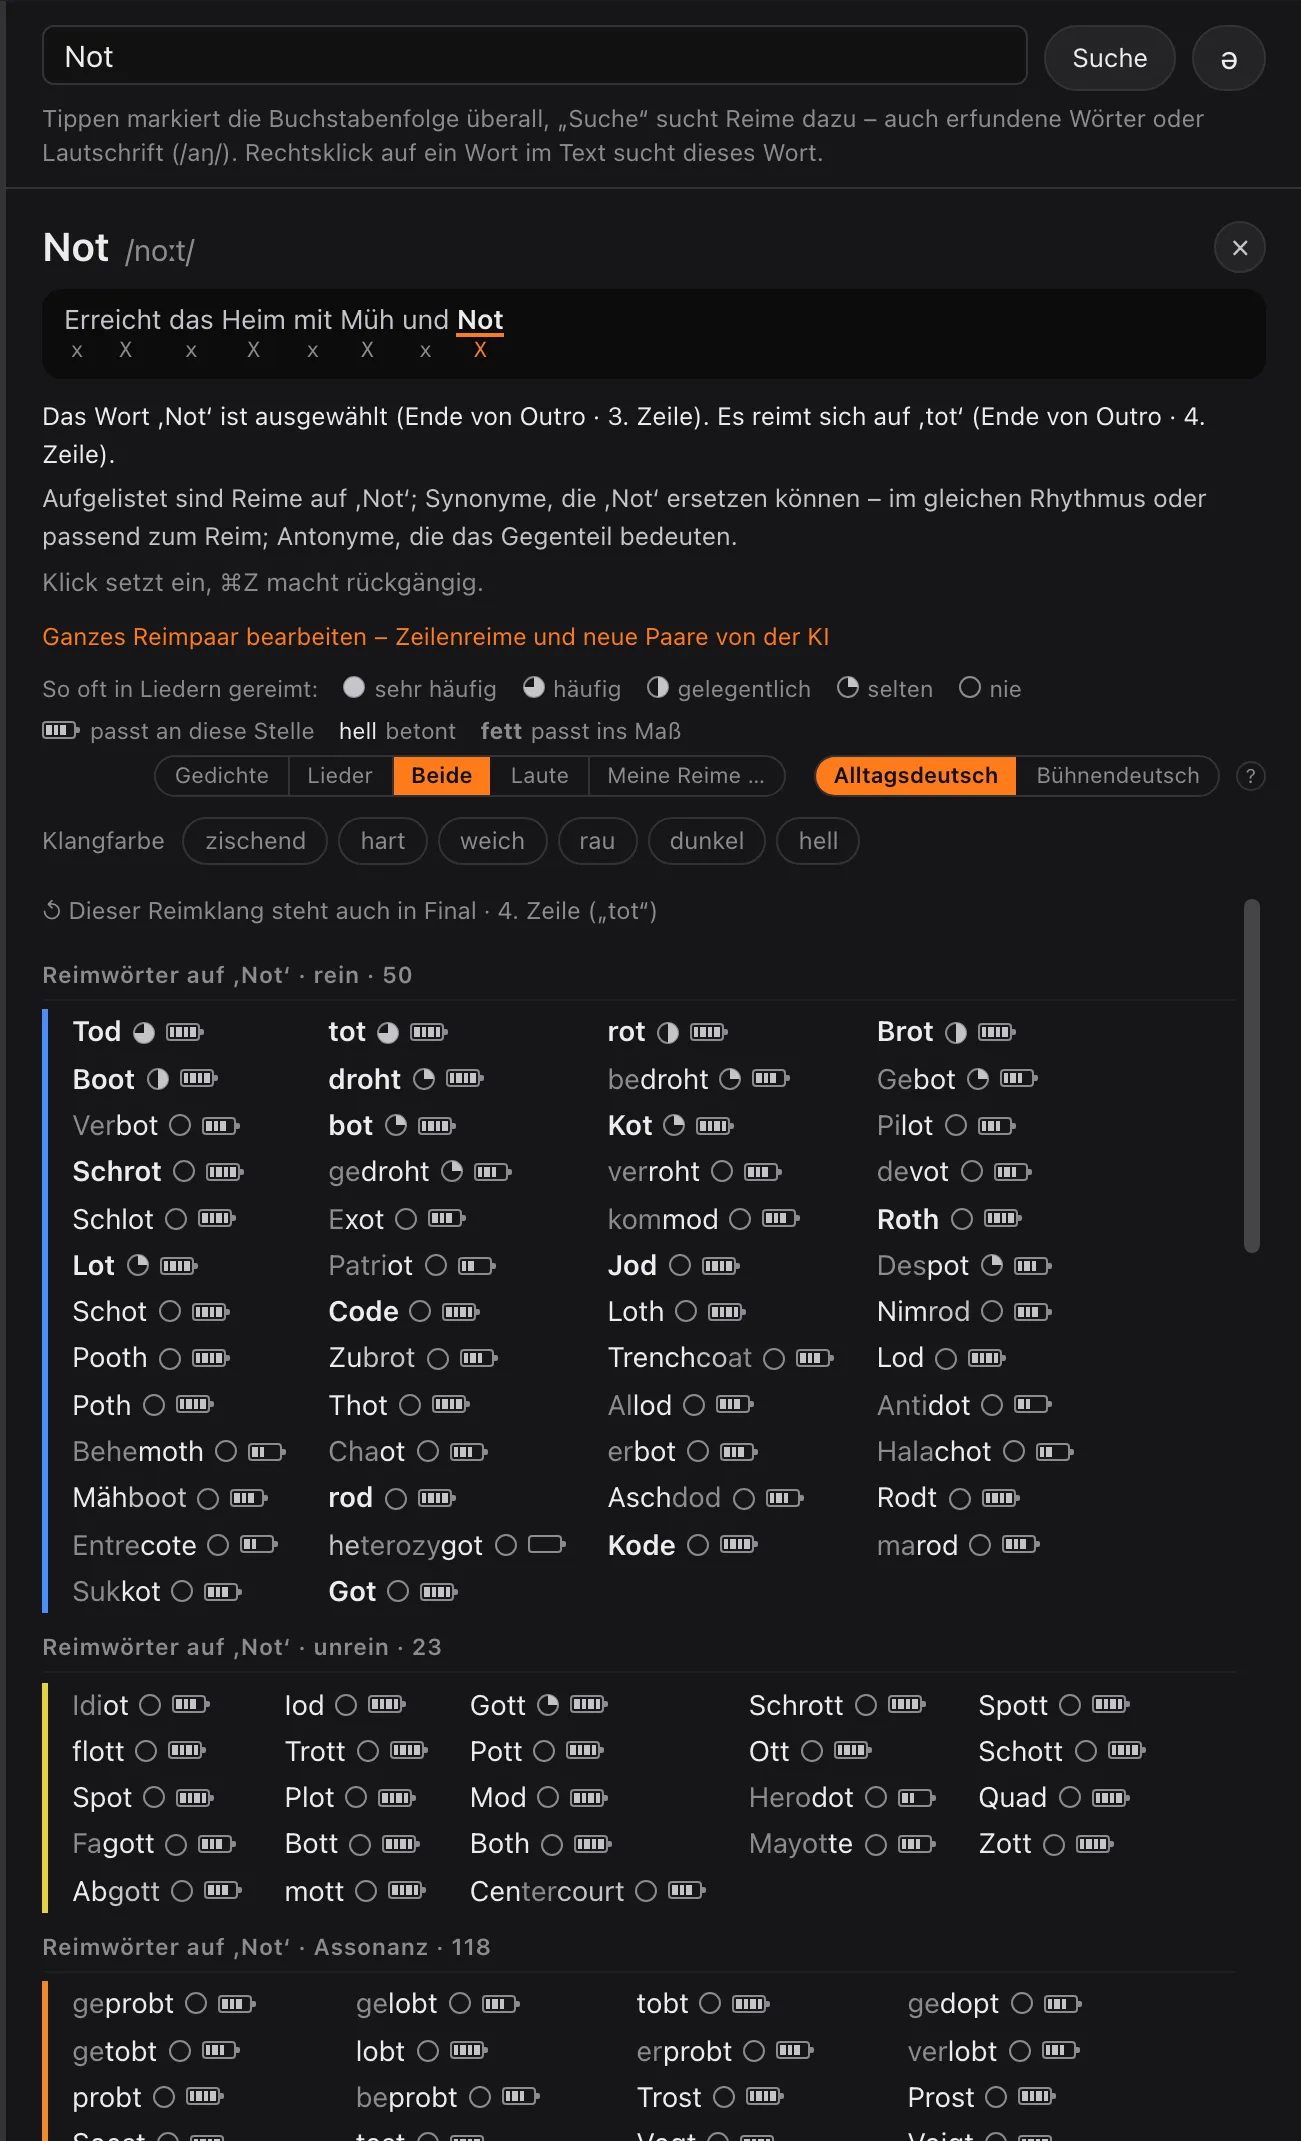 Not Suche ə
Tippen markiert die Buchstabenfolge überall, „Suche“ sucht Reime dazu – auch erfundene Wörter oder
Lautschrift (/aŋ/). Rechtsklick auf ein Wort im Text sucht dieses Wort.
Not /noːt/ ×
Erreicht das Heim mit Müh und Not
x X x X x X x X
Das Wort ‚Not‘ ist ausgewählt (Ende von Outro · 3. Zeile). Es reimt sich auf ‚tot‘ (Ende von Outro · 4.
Zeile).
Aufgelistet sind Reime auf ‚Not‘; Synonyme, die ‚Not‘ ersetzen können – im gleichen Rhythmus oder
passend zum Reim; Antonyme, die das Gegenteil bedeuten.
Klick setzt ein, ⌘Z macht rückgängig.
Ganzes Reimpaar bearbeiten – Zeilenreime und neue Paare von der KI
So oft in Liedern gereimt: sehr häufig häufig gelegentlich selten nie
passt an diese Stelle hell betont fett passt ins Maß
Gedichte Lieder Beide Laute Meine Reime ... Alltagsdeutsch Bühnendeutsch ?
Klangfarbe zischend hart weich rau dunkel hell
Dieser Reimklang steht auch in Final · 4. Zeile („tot“)
Reimwörter auf ‚Not‘ · rein · 50
Tod tot rot Brot
Boot droht bedroht Gebot
Verbot bot Kot Pilot
Schrot gedroht verroht devot
Schlot Exot kommod Roth
Lot Patriot Jod Despot
Schot Code Loth Nimrod
Pooth Zubrot Trenchcoat Lod
Poth Thot Allod Antidot
Behemoth Chaot erbot Halachot
Mähboot rod Aschdod Rodt
Entrecote heterozygot Kode marod
Sukkot Got
Reimwörter auf ‚Not‘ · unrein · 23
Idiot Iod Gott Schrott Spott
flott Trott Pott Ott Schott
Spot Plot Mod Herodot Quad
Fagott Bott Both Mayotte Zott
Abgott mott Centercourt
Reimwörter auf ‚Not‘ · Assonanz · 118
geprobt gelobt tobt gedopt
getobt lobt erprobt verlobt
probt beprobt Trost Prost